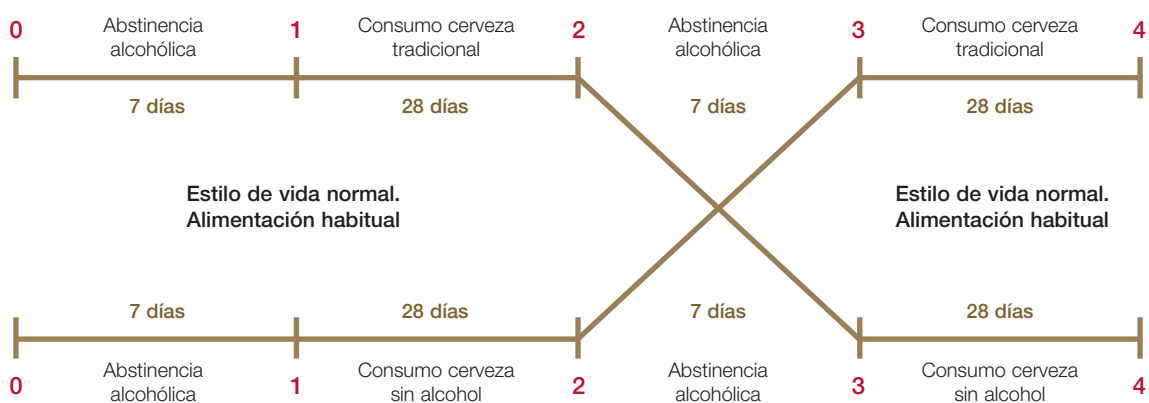 0
Abstinencia
alcohólica
1
Consumo cerveza
tradicional
2
Abstinencia
alcohólica
3
Consumo cerveza
tradicional
4
7 días
28 días
7 días
28 días
Estilo de vida normal.
Alimentación habitual
Estilo de vida normal.
Alimentación habitual
7 días
28 días
7 días
28 días
0
Abstinencia
alcohólica
1
Consumo cerveza
sin alcohol
2
Abstinencia
alcohólica
3
Consumo cerveza
sin alcohol
4